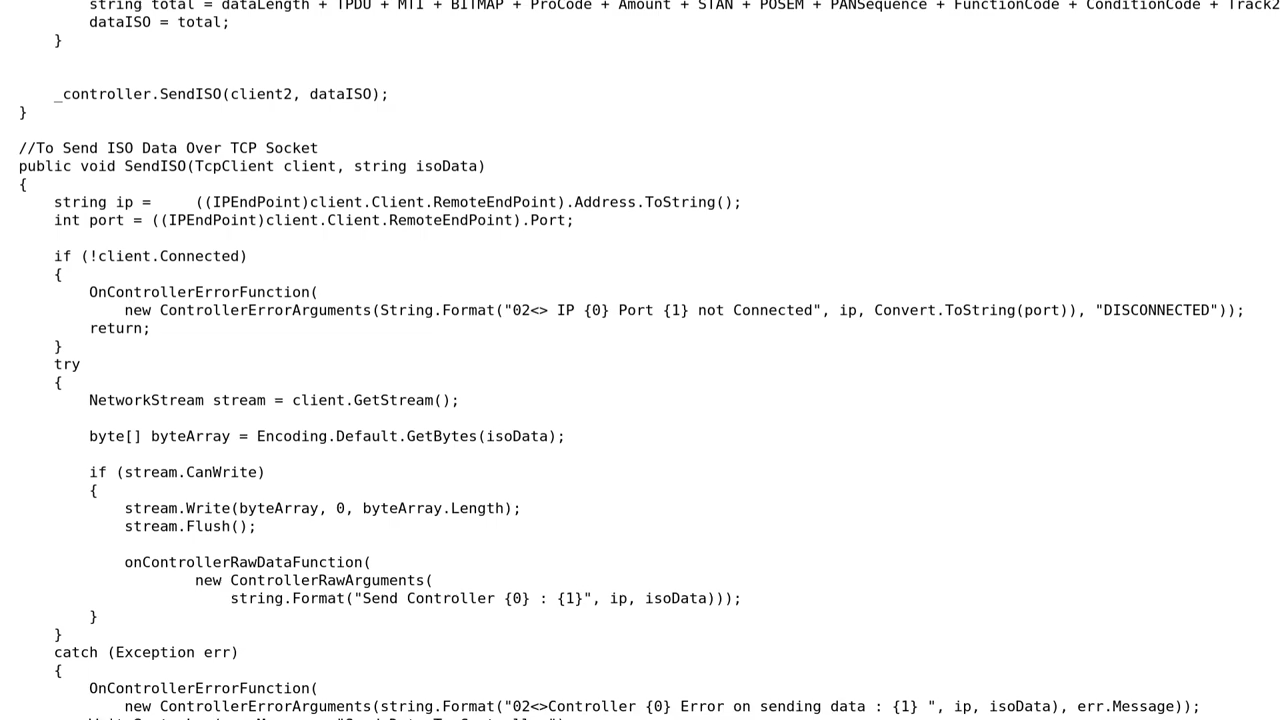 string total = dataLength + TPDU + MTI + BITMAP + ProCode + Amount + STAN + POSEM + PANSequence + FunctionCode + ConditionCode + Track2
dataISO = total;
}
_controller.SendISO(client2, dataISO);
}
//To Send ISO Data Over TCP Socket
public void SendISO(TcpClient client, string isoData)
{
string ip =     ((IPEndPoint)client.Client.RemoteEndPoint).Address.ToString();
int port = ((IPEndPoint)client.Client.RemoteEndPoint).Port;
if (!client.Connected)
{
OnControllerErrorFunction(
new ControllerErrorArguments(String.Format("02<> IP {0} Port {1} not Connected", ip, Convert.ToString(port)), "DISCONNECTED"));
return;
}
try
{
NetworkStream stream = client.GetStream();
byte[] byteArray = Encoding.Default.GetBytes(isoData);
if (stream.CanWrite)
{
stream.Write(byteArray, 0, byteArray.Length);
stream.Flush();
onControllerRawDataFunction(
new ControllerRawArguments(
string.Format("Send Controller {0} : {1}", ip, isoData)));
}
}
catch (Exception err)
{
OnControllerErrorFunction(
new ControllerErrorArguments(string.Format("02<>Controller {0} Error on sending data : {1} ", ip, isoData), err.Message));